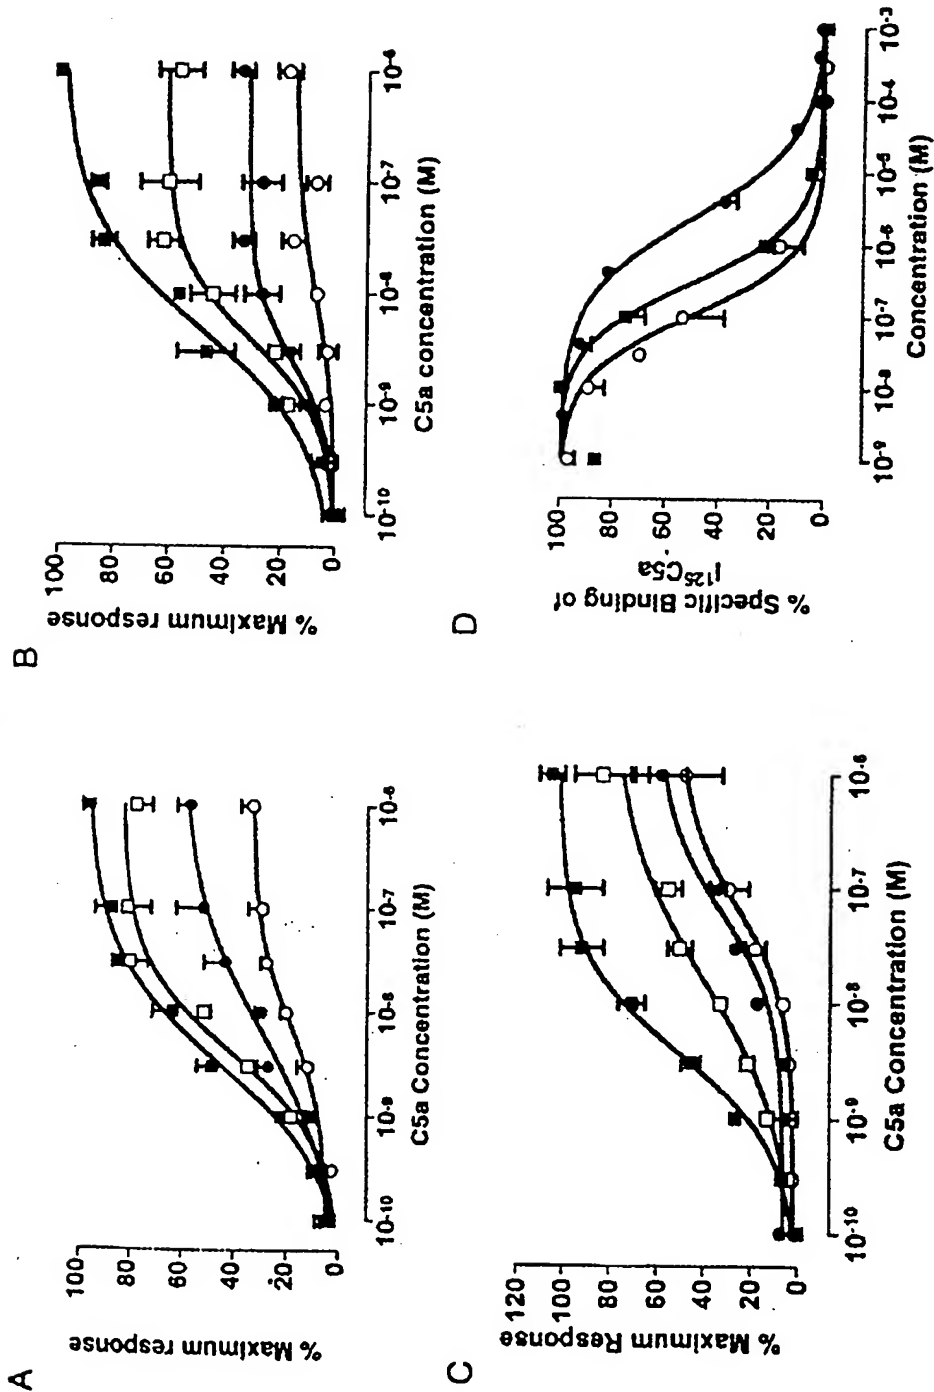 A
% Maximum response
100
80
60
40
20
0
10⁻¹⁰ 10⁻⁹ 10⁻⁸ 10⁻⁷ 10⁻⁶
C5a Concentration (M)
B
% Maximum response
100
80
60
40
20
0
10⁻¹⁰ 10⁻⁹ 10⁻⁸ 10⁻⁷ 10⁻⁶
C5a concentration (M)
C
% Maximum Response
120
100
80
60
40
20
0
10⁻¹⁰ 10⁻⁹ 10⁻⁸ 10⁻⁷ 10⁻⁶
C5a Concentration (M)
D
% Specific Binding of
I¹²⁵C5a
100
80
60
40
20
0
10⁻⁹ 10⁻⁸ 10⁻⁷ 10⁻⁶ 10⁻⁵ 10⁻⁴ 10⁻³
Concentration (M)